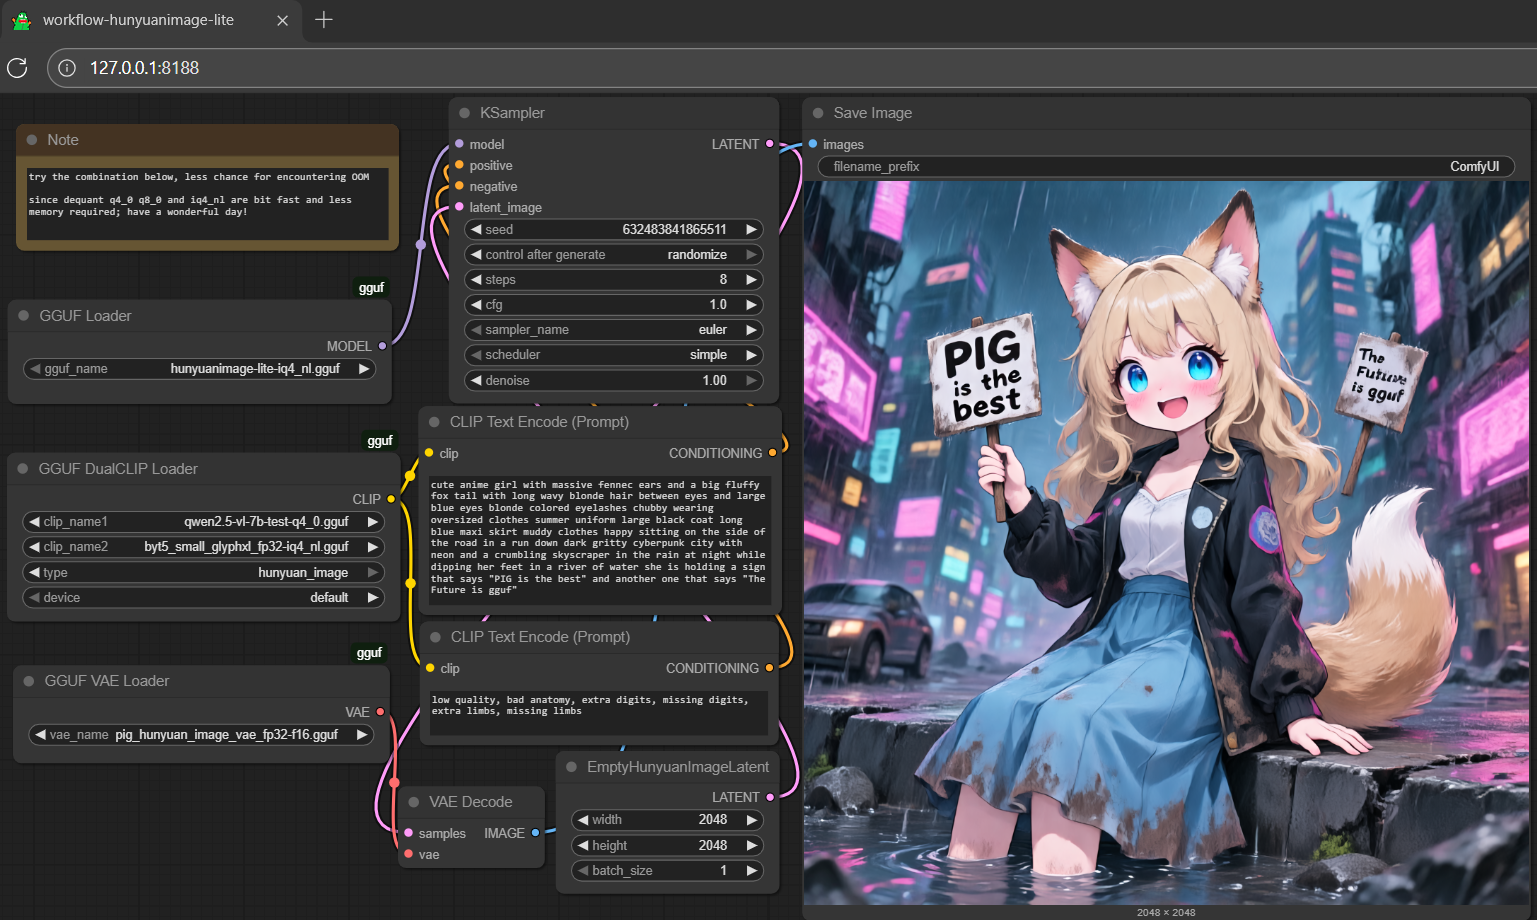 workflow-hunyuanimage-lite
127.0.0.1:8188
Note
try the combination below, less chance for encountering OOM
since dequant q4_0 q8_0 and iq4_nl are bit fast and less
memory required; have a wonderful day!
gguf
GGUF Loader
MODEL
gguf_name hunyuanimage-lite-iq4_nl.gguf
gguf
GGUF DualCLIP Loader
CLIP
clip_name1 qwen2.5-vl-7b-test-q4_0.gguf
clip_name2 byt5_small_glyphxl_fp32-iq4_nl.gguf
type hunyuan_image
device default
gguf
GGUF VAE Loader
VAE
vae_name pig_hunyuan_image_vae_fp32-f16.gguf
KSampler
model LATENT
positive
negative
latent_image
seed 632483841865511
control after generate randomize
steps 8
cfg 1.0
sampler_name euler
scheduler simple
denoise 1.00
CLIP Text Encode (Prompt)
clip CONDITIONING
cute anime girl with massive fennec ears and a big fluffy
fox tail with long wavy blonde hair between eyes and large
blue eyes blonde colored eyelashes chubby wearing
oversized clothes summer uniform large black coat long
blue maxi skirt muddy clothes happy sitting on the side of
the road in a run down dark gritty cyberpunk city with
neon and a crumbling skyscraper in the rain at night while
dipping her feet in a river of water she is holding a sign
that says "PIG is the best" and another one that says "The
Future is gguf"
CLIP Text Encode (Prompt)
clip CONDITIONING
low quality, bad anatomy, extra digits, missing digits,
extra limbs, missing limbs
VAE Decode
samples IMAGE
vae
EmptyHunyuanImageLatent
LATENT
width 2048
height 2048
batch_size 1
Save Image
images
filename_prefix ComfyUI
PIG
is the
best
The
Future
is gguf
2048 × 2048